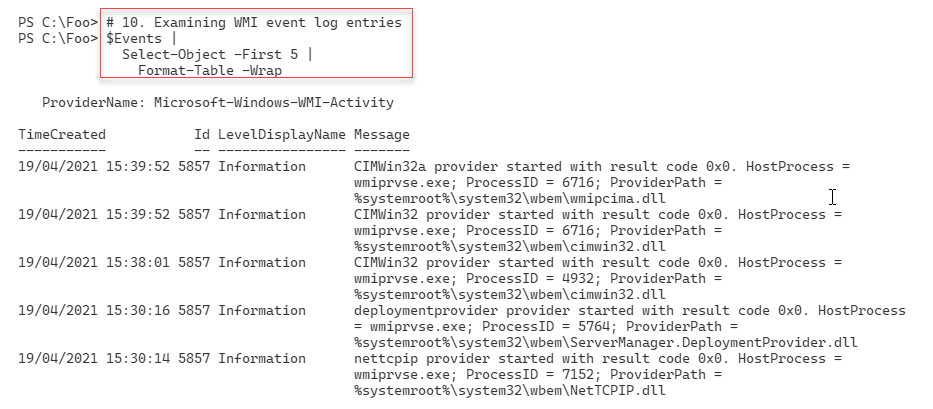 PS C:\Foo> # 10. Examining WMI event log entries
PS C:\Foo> $Events |
Select-Object -First 5 |
Format-Table -Wrap
ProviderName: Microsoft-Windows-WMI-Activity
TimeCreated Id LevelDisplayName Message
----------- -- ---------------- -------
19/04/2021 15:39:52 5857 Information CIMWin32a provider started with result code 0x0. HostProcess =
wmiprvse.exe; ProcessID = 6716; ProviderPath =
%systemroot%\system32\wbem\wmipcima.dll
19/04/2021 15:39:52 5857 Information CIMWin32 provider started with result code 0x0. HostProcess =
wmiprvse.exe; ProcessID = 6716; ProviderPath =
%systemroot%\system32\wbem\cimwin32.dll
19/04/2021 15:38:01 5857 Information CIMWin32 provider started with result code 0x0. HostProcess =
wmiprvse.exe; ProcessID = 4932; ProviderPath =
%systemroot%\system32\wbem\cimwin32.dll
19/04/2021 15:30:16 5857 Information deploymentprovider provider started with result code 0x0. HostProcess
= wmiprvse.exe; ProcessID = 5764; ProviderPath =
%systemroot%\system32\wbem\ServerManager.DeploymentProvider.dll
19/04/2021 15:30:14 5857 Information nettcpip provider started with result code 0x0. HostProcess =
wmiprvse.exe; ProcessID = 7152; ProviderPath =
%systemroot%\system32\wbem\NetTCPIP.dll